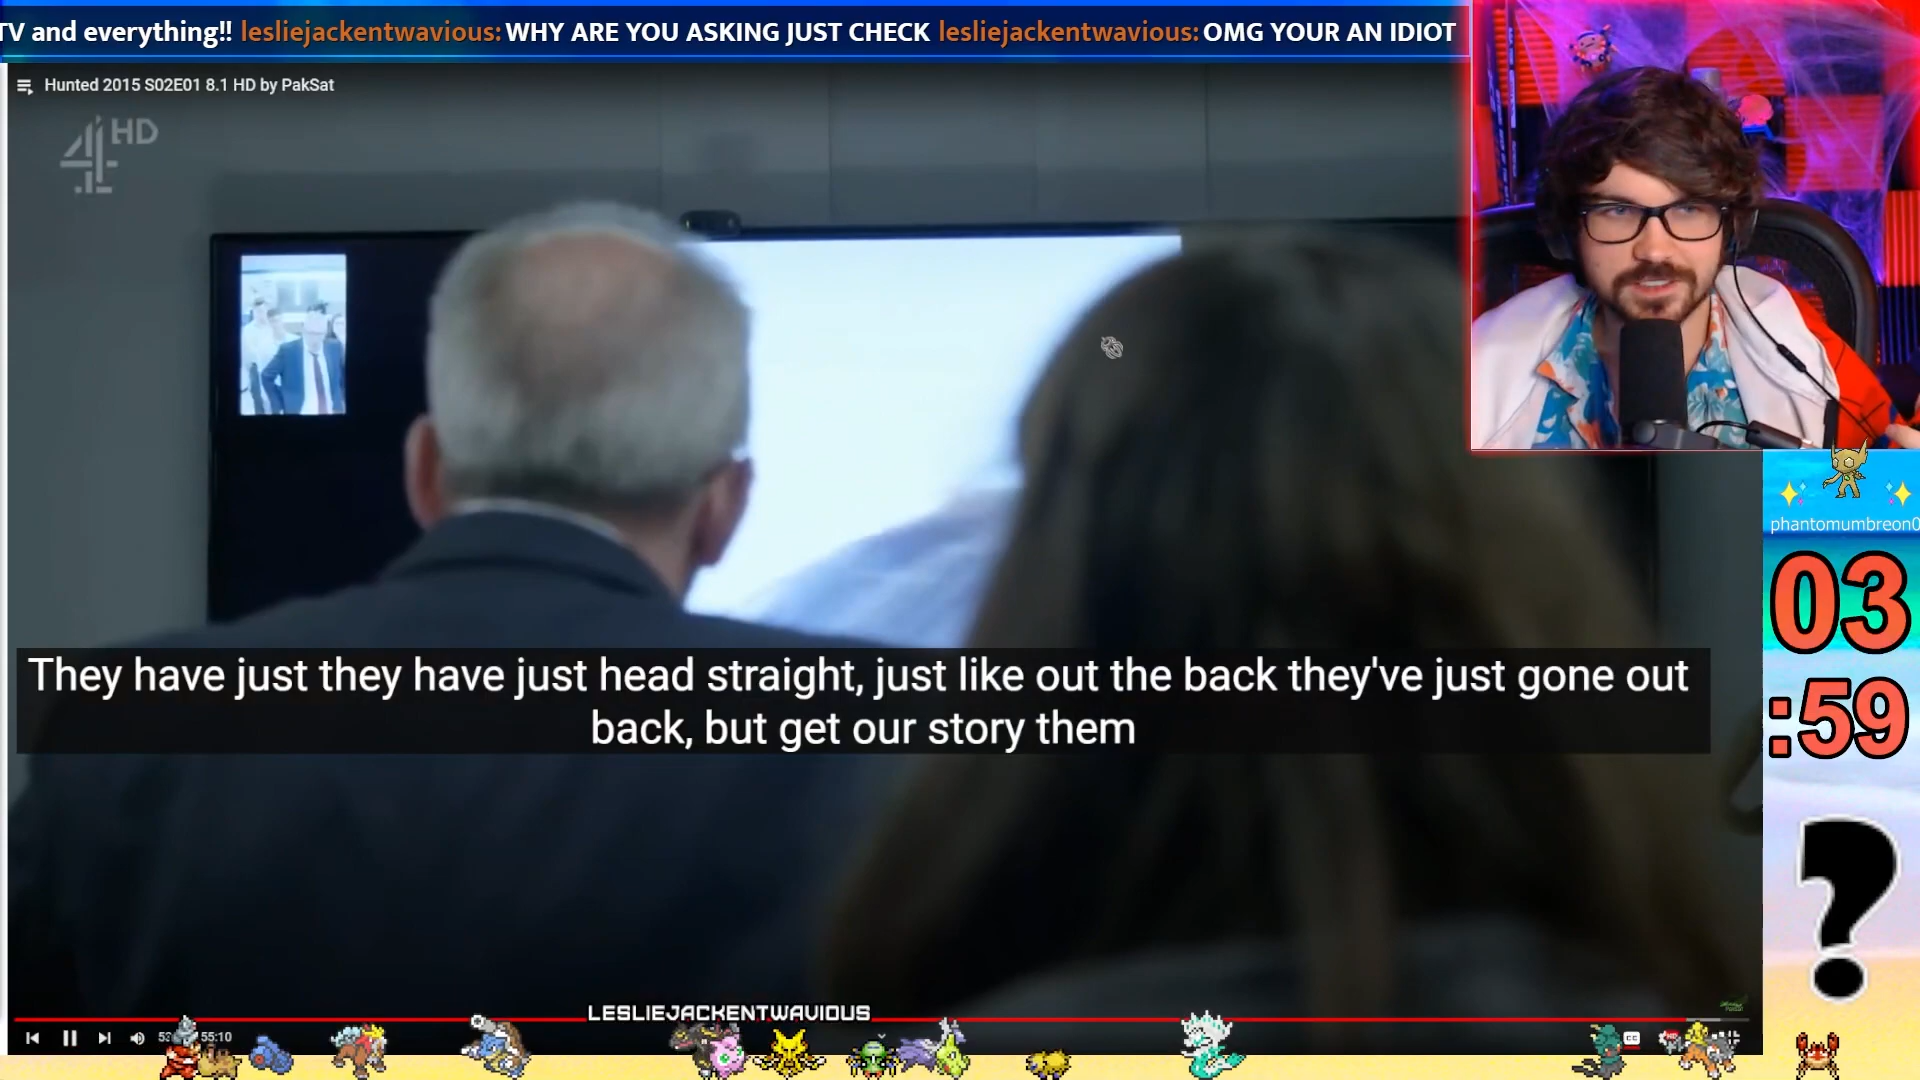 TV and everything!! lesliejackentwavious: WHY ARE YOU ASKING JUST CHECK lesliejackentwavious: OMG YOUR AN IDIOT
Hunted 2015 S02E01 8.1 HD by PakSat
4 HD
phantomumbreon0
03
:59
They have just they have just head straight, just like out the back they've just gone out
back, but get our story them
?
LESLIEJACKENTWAVIOUS
55:10
CC